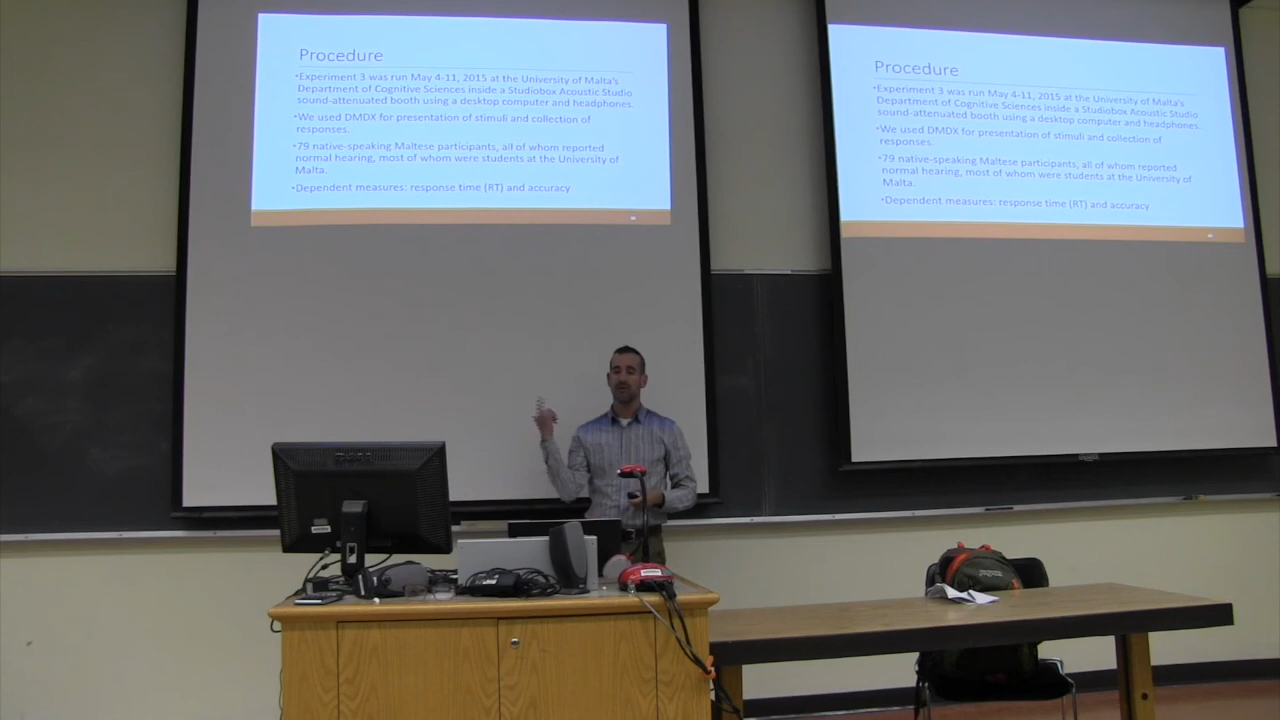 Procedure
•Experiment 3 was run May 4-11, 2015 at the University of Malta's
Department of Cognitive Sciences inside a Studiobox Acoustic Studio
sound-attenuated booth using a desktop computer and headphones.
•We used DMDX for presentation of stimuli and collection of
responses.
•79 native-speaking Maltese participants, all of whom reported
normal hearing, most of whom were students at the University of
Malta.
•Dependent measures: response time (RT) and accuracy
Procedure
•Experiment 3 was run May 4-11, 2015 at the University of Malta's
Department of Cognitive Sciences inside a Studiobox Acoustic Studio
sound-attenuated booth using a desktop computer and headphones.
•We used DMDX for presentation of stimuli and collection of
responses.
•79 native-speaking Maltese participants, all of whom reported
normal hearing, most of whom were students at the University of
Malta.
•Dependent measures: response time (RT) and accuracy